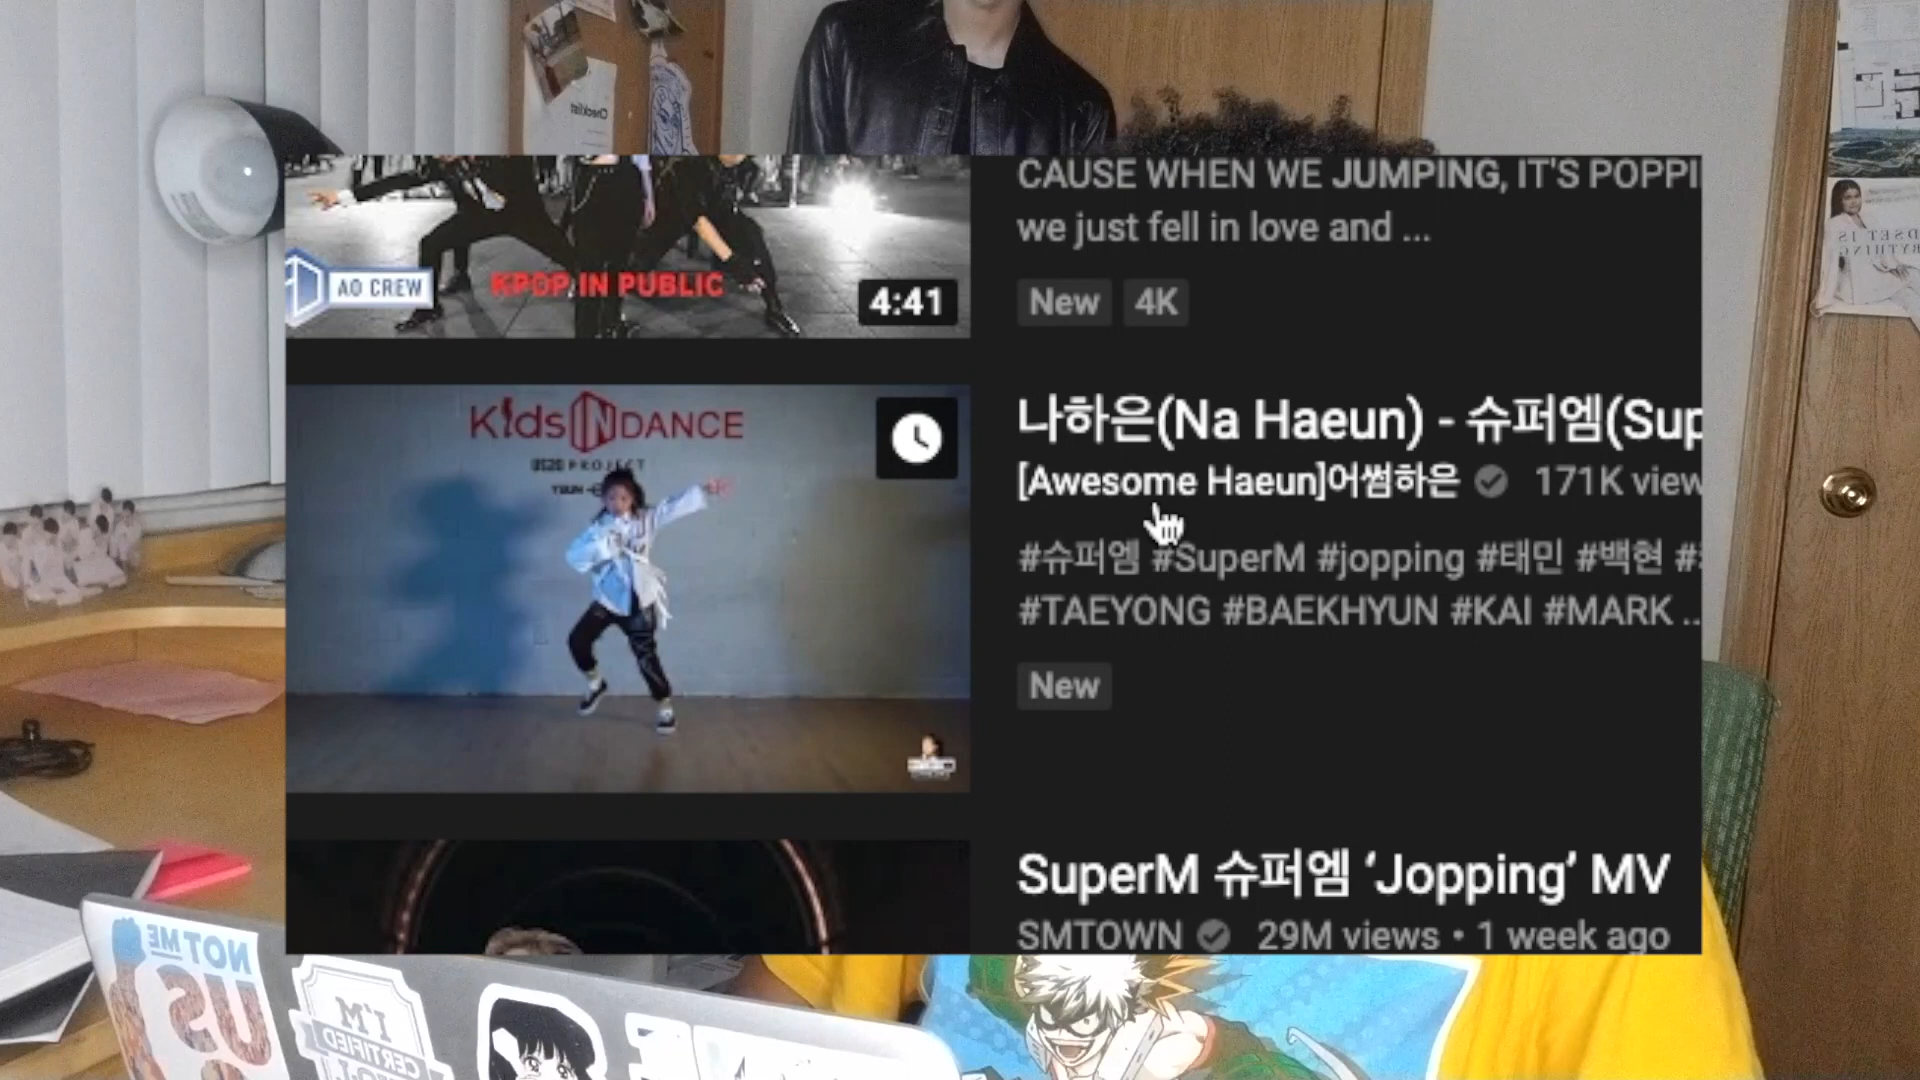 Checklist
CAUSE WHEN WE JUMPING, IT'S POPPI
we just fell in love and ...
AO CREW
KPOP IN PUBLIC
4:41
New
4K
KidsINDANCE
PROJECT
나하은(Na Haeun) - 슈퍼엠(Sup
[Awesome Haeun]어썸하은
171K view
#슈퍼엠 #SuperM #jopping #태민 #백현
#TAEYONG #BAEKHYUN #KAI #MARK ...
New
SuperM 슈퍼엠 ‘Jopping’ MV
SMTOWN
29M views • 1 week ago
NOT ME
US
I'M
CERTIFIED